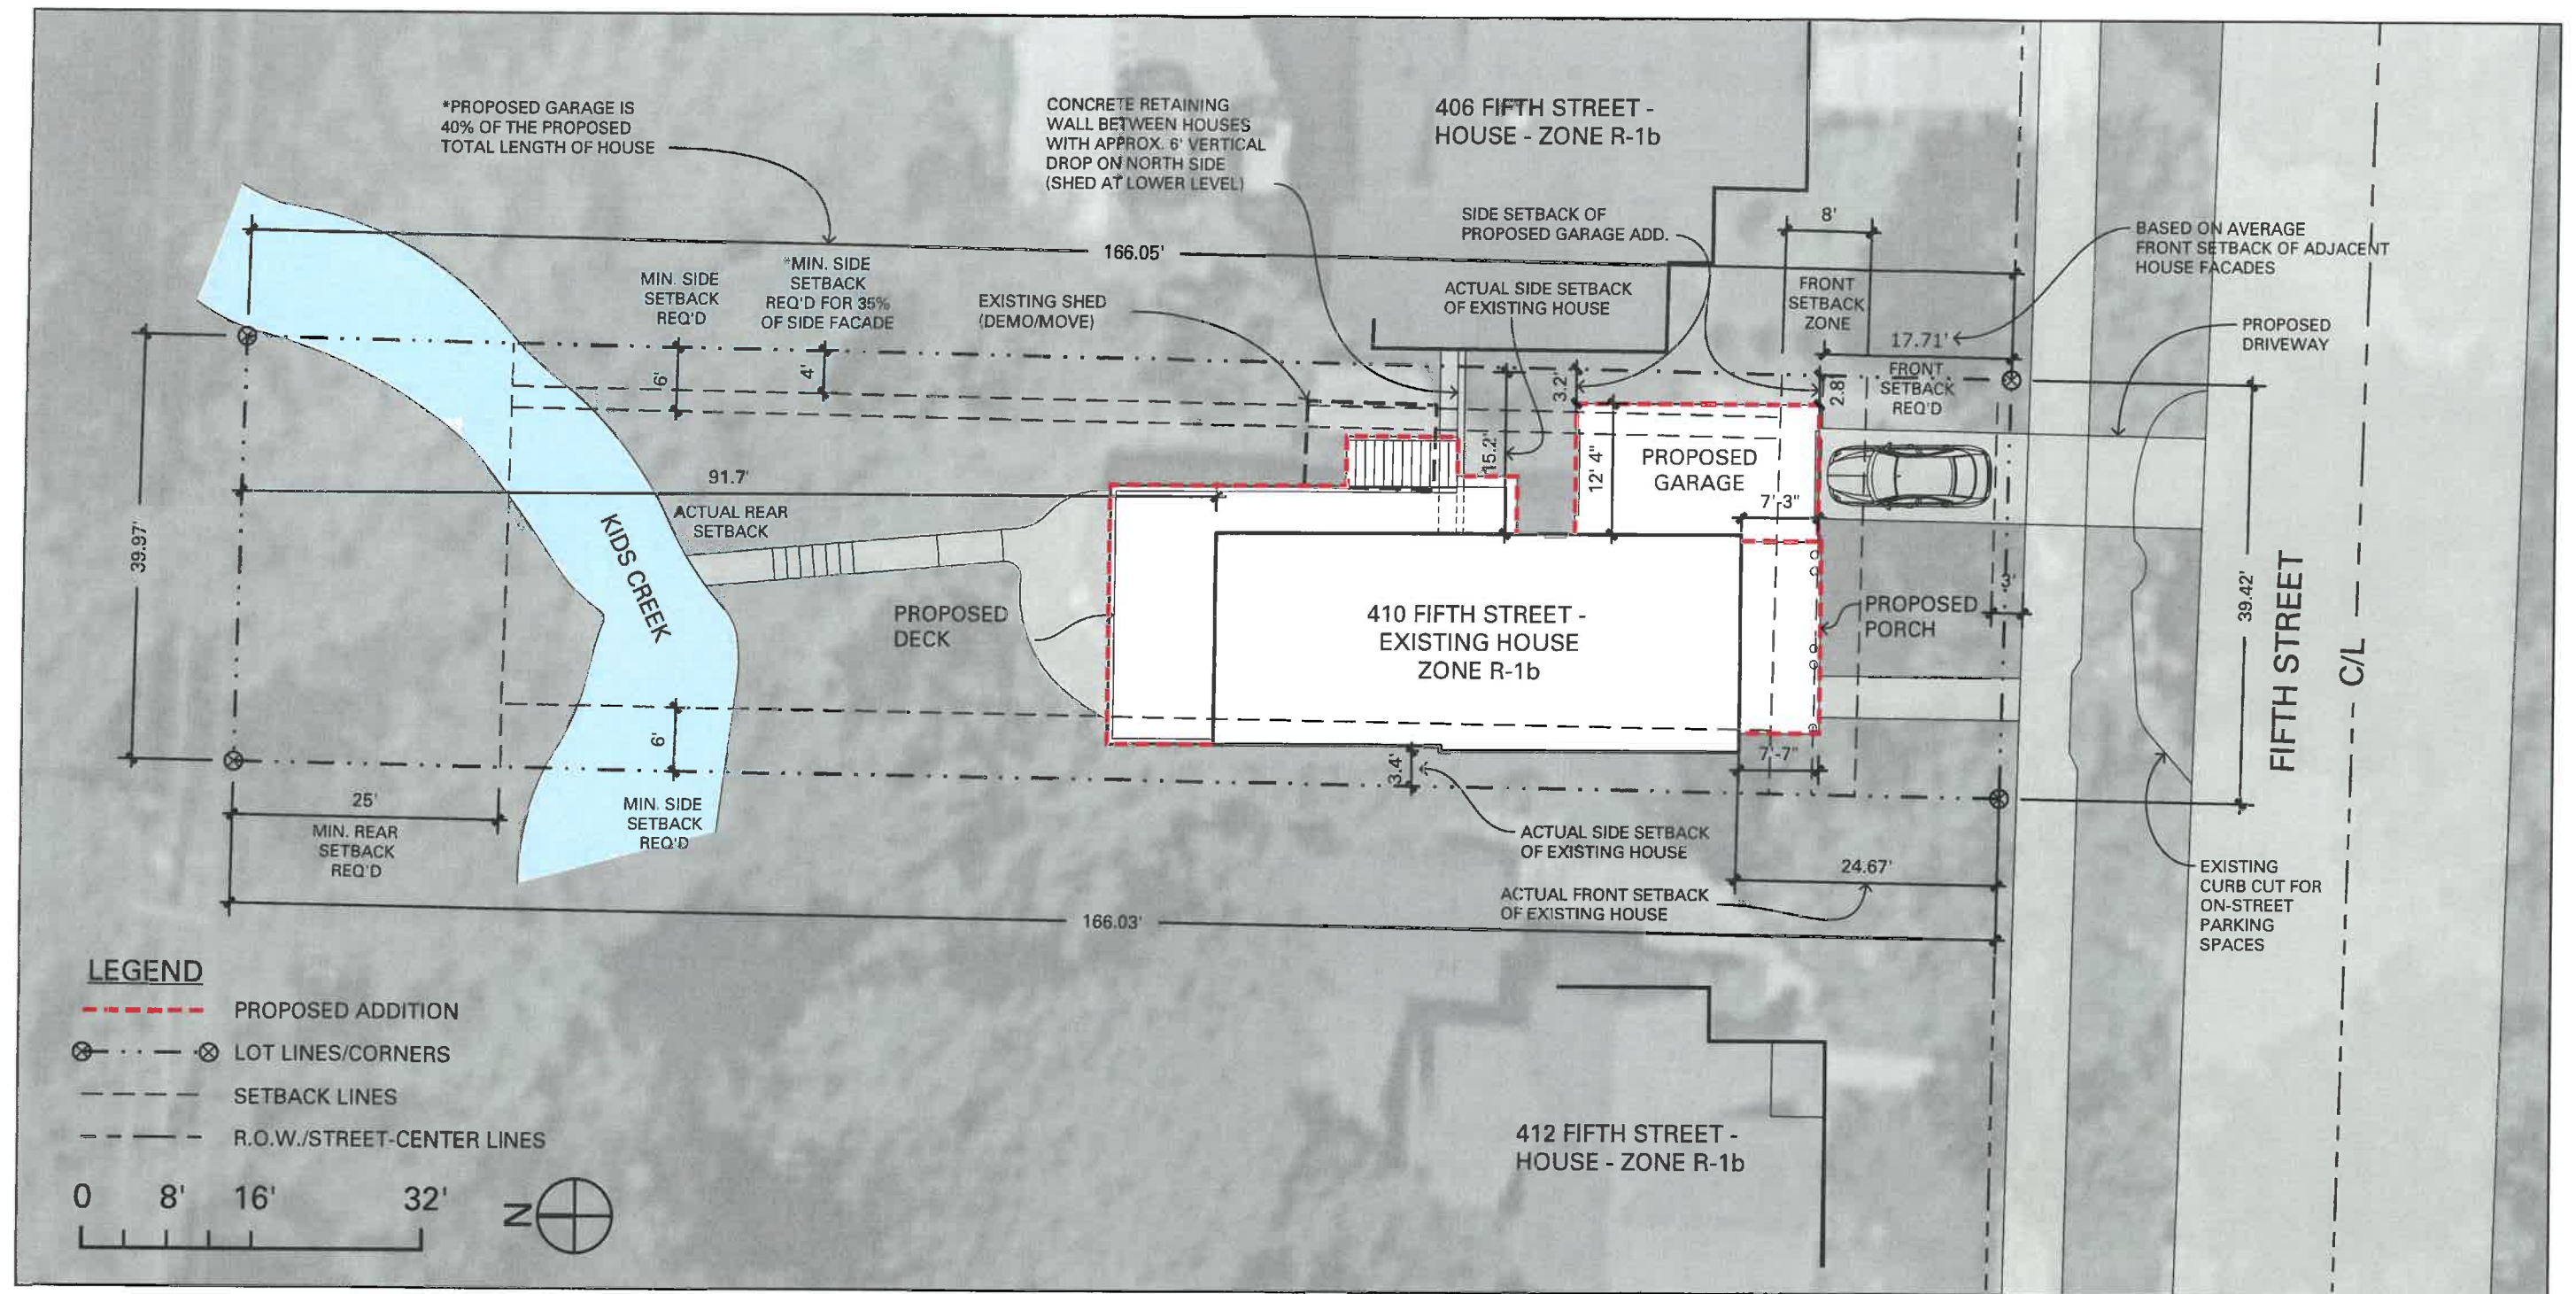 *PROPOSED GARAGE IS
40% OF THE PROPOSED
TOTAL LENGTH OF HOUSE
CONCRETE RETAINING
WALL BETWEEN HOUSES
WITH APPROX. 6' VERTICAL
DROP ON NORTH SIDE
(SHED AT LOWER LEVEL)
406 FIFTH STREET -
HOUSE - ZONE R-1b
SIDE SETBACK OF
PROPOSED GARAGE ADD.
8'
BASED ON AVERAGE
FRONT SETBACK OF ADJACENT
HOUSE FACADES
166.05'
MIN. SIDE
SETBACK
REQ'D
*MIN. SIDE
SETBACK
REQ'D FOR 35%
OF SIDE FACADE
EXISTING SHED
(DEMO/MOVE)
ACTUAL SIDE SETBACK
OF EXISTING HOUSE
FRONT
SETBACK
ZONE
17.71'
PROPOSED
DRIVEWAY
6'
4'
3.2'
2.8'
FRONT
SETBACK
REQ'D
15.2'
12' 4"
PROPOSED
GARAGE
7'-3"
91.7'
ACTUAL REAR
SETBACK
39.97'
KIDS CREEK
PROPOSED
DECK
410 FIFTH STREET -
EXISTING HOUSE
ZONE R-1b
PROPOSED
PORCH
3'
39.42'
FIFTH STREET
C/L
6'
3.4'
7'-7"
25'
MIN. REAR
SETBACK
REQ'D
MIN. SIDE
SETBACK
REQ'D
ACTUAL SIDE SETBACK
OF EXISTING HOUSE
24.67'
ACTUAL FRONT SETBACK
OF EXISTING HOUSE
EXISTING
CURB CUT FOR
ON-STREET
PARKING
SPACES
166.03'
LEGEND
PROPOSED ADDITION
LOT LINES/CORNERS
SETBACK LINES
R.O.W./STREET-CENTER LINES
0 8' 16' 32'
N
412 FIFTH STREET -
HOUSE - ZONE R-1b